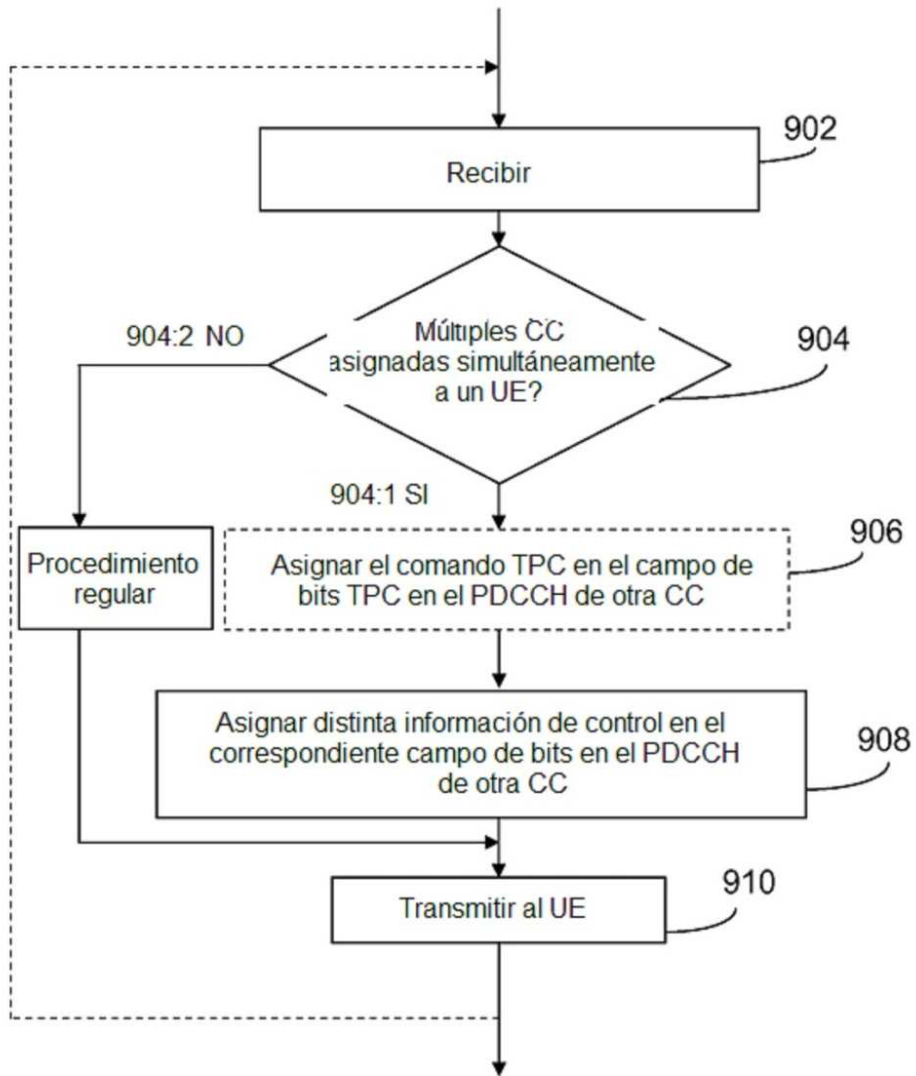 902
Recibir
904:2 NO
Múltiples CC
asignadas simultáneamente
a un UE?
904
904:1 SI
Procedimiento
regular
906
Asignar el comando TPC en el campo de
bits TPC en el PDCCH de otra CC
Asignar distinta información de control en el
correspondiente campo de bits en el PDCCH
de otra CC
908
910
Transmitir al UE